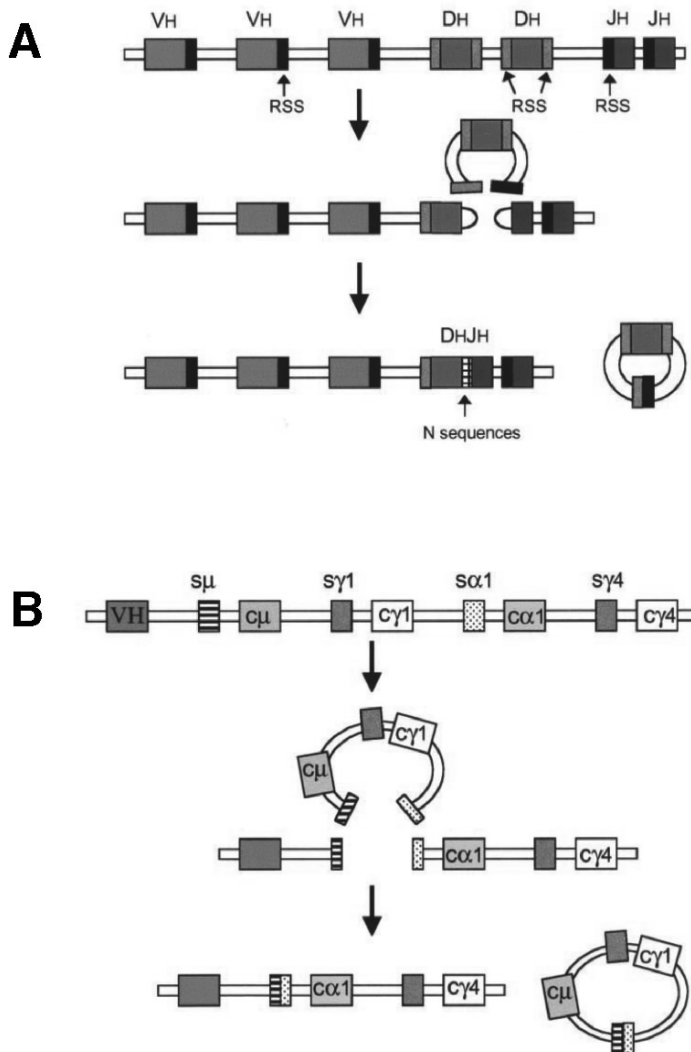 A
VH VH VH DH DH JH JH
RSS RSS RSS
DHJH
N sequences
B
sμ sγ1 sα1 sγ4
VH cμ cγ1 cα1 cγ4
cγ1
cμ
cα1 cγ4
cγ1
cα1 cγ4 cμ